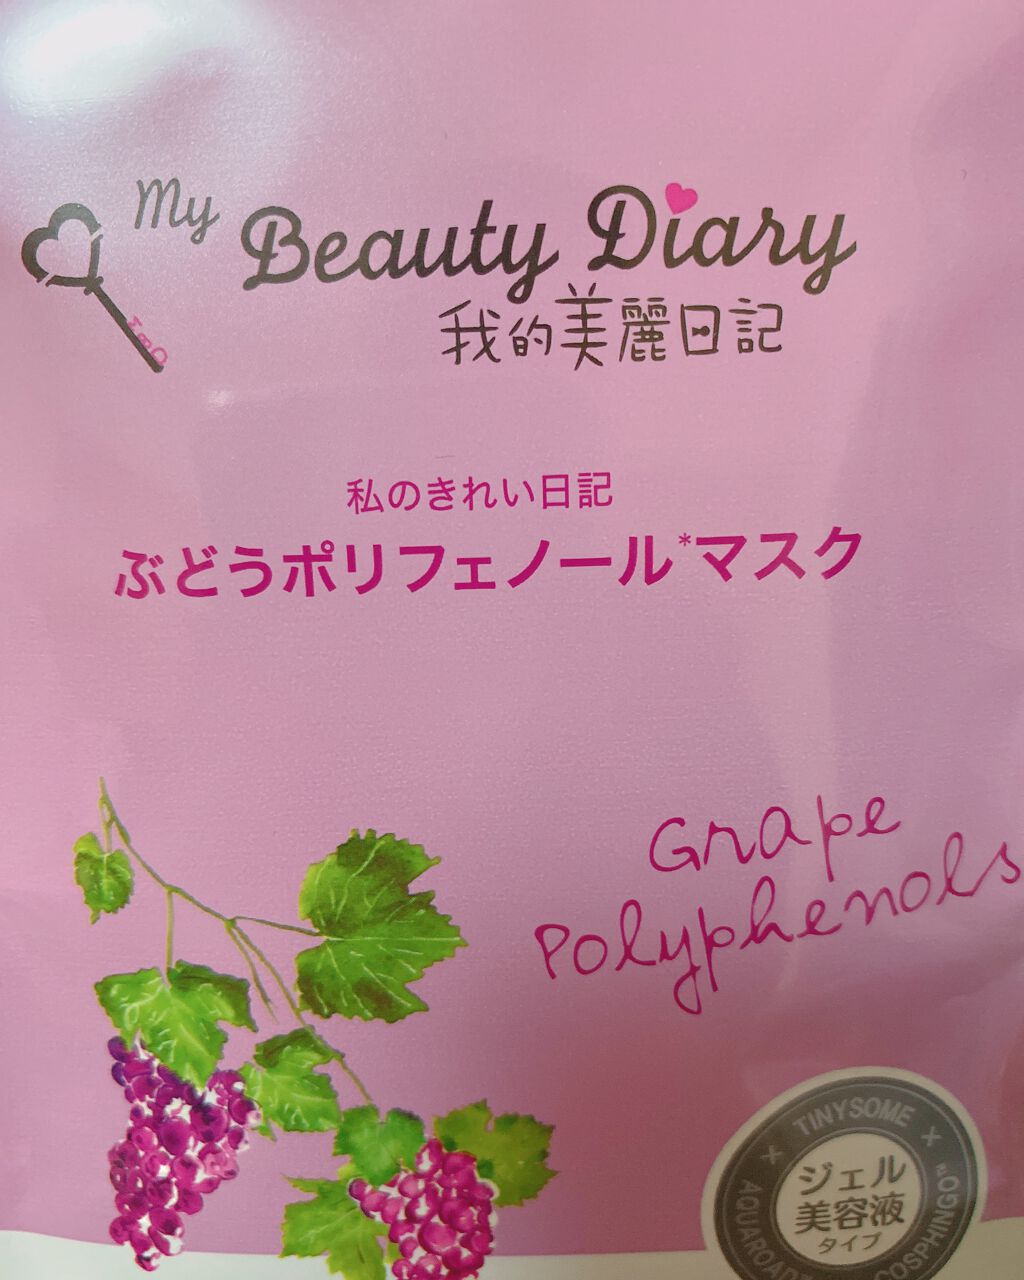 My
Beauty Diary
我的美麗日記
MBD
私のきれい日記
ぶどうポリフェノール*マスク
Grape
Polyphenols
TINYSOME
ジェル
美容液
タイプ